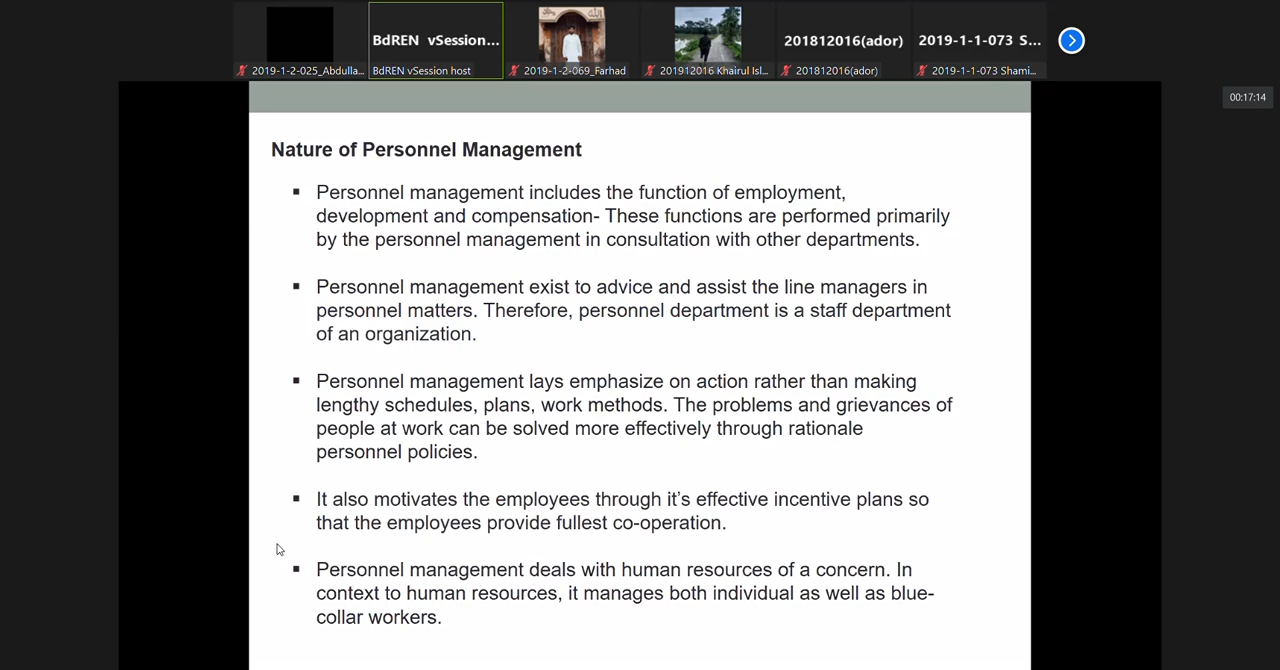 BdREN vSession...
201812016(ador)
2019-1-1-073 S...
2019-1-2-025_Abdulla...
BdREN vSession host
2019-1-2-069_Farhad
201912016 Khairul Isl...
201812016(ador)
2019-1-1-073 Shami...
00:17:14
Nature of Personnel Management
▪ Personnel management includes the function of employment,
development and compensation- These functions are performed primarily
by the personnel management in consultation with other departments.
▪ Personnel management exist to advice and assist the line managers in
personnel matters. Therefore, personnel department is a staff department
of an organization.
▪ Personnel management lays emphasize on action rather than making
lengthy schedules, plans, work methods. The problems and grievances of
people at work can be solved more effectively through rationale
personnel policies.
▪ It also motivates the employees through it's effective incentive plans so
that the employees provide fullest co-operation.
▪ Personnel management deals with human resources of a concern. In
context to human resources, it manages both individual as well as blue-
collar workers.